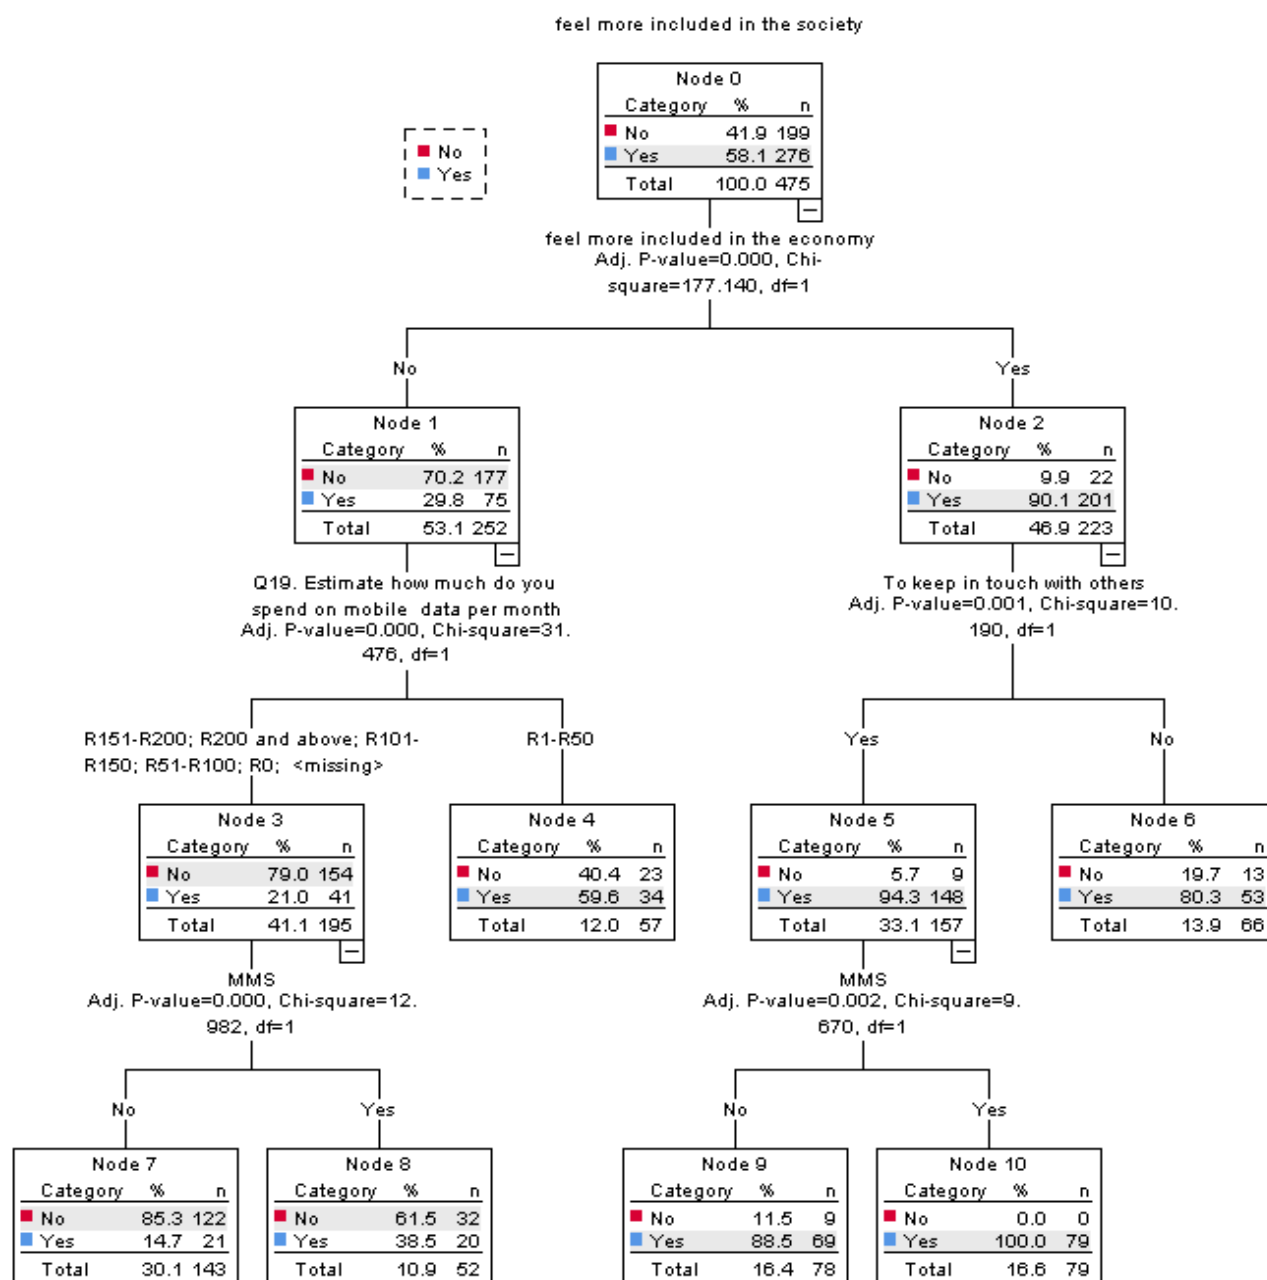 feel more included in the society
Node 0
Category % n
No 41.9 199
Yes 58.1 276
Total 100.0 475
No
Yes
feel more included in the economy
Adj. P-value=0.000, Chi-
square=177.140, df=1
No
Yes
Node 1
Category % n
No 70.2 177
Yes 29.8 75
Total 53.1 252
Node 2
Category % n
No 9.9 22
Yes 90.1 201
Total 46.9 223
Q19. Estimate how much do you
spend on mobile data per month
Adj. P-value=0.000, Chi-square=31.
476, df=1
To keep in touch with others
Adj. P-value=0.001, Chi-square=10.
190, df=1
R151-R200; R200 and above; R101-
R150; R51-R100; R0; <missing>
R1-R50
Yes
No
Node 3
Category % n
No 79.0 154
Yes 21.0 41
Total 41.1 195
Node 4
Category % n
No 40.4 23
Yes 59.6 34
Total 12.0 57
Node 5
Category % n
No 5.7 9
Yes 94.3 148
Total 33.1 157
Node 6
Category % n
No 19.7 13
Yes 80.3 53
Total 13.9 66
MMS
Adj. P-value=0.000, Chi-square=12.
982, df=1
MMS
Adj. P-value=0.002, Chi-square=9.
670, df=1
No
Yes
No
Yes
Node 7
Category % n
No 85.3 122
Yes 14.7 21
Total 30.1 143
Node 8
Category % n
No 61.5 32
Yes 38.5 20
Total 10.9 52
Node 9
Category % n
No 11.5 9
Yes 88.5 69
Total 16.4 78
Node 10
Category % n
No 0.0 0
Yes 100.0 79
Total 16.6 79